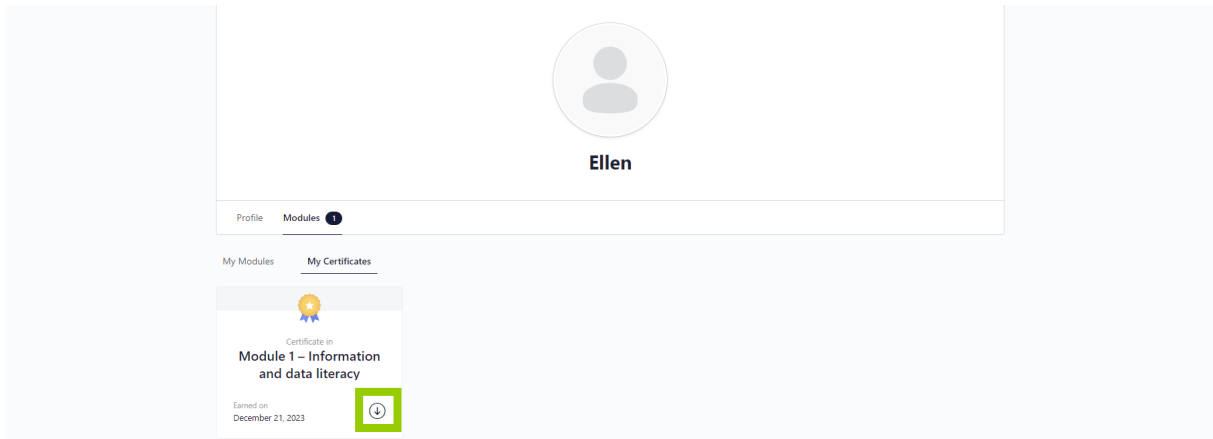 Ellen
Profile Modules 1
My Modules My Certificates
Certificate in
Module 1 – Information
and data literacy
Earned on
December 21, 2023